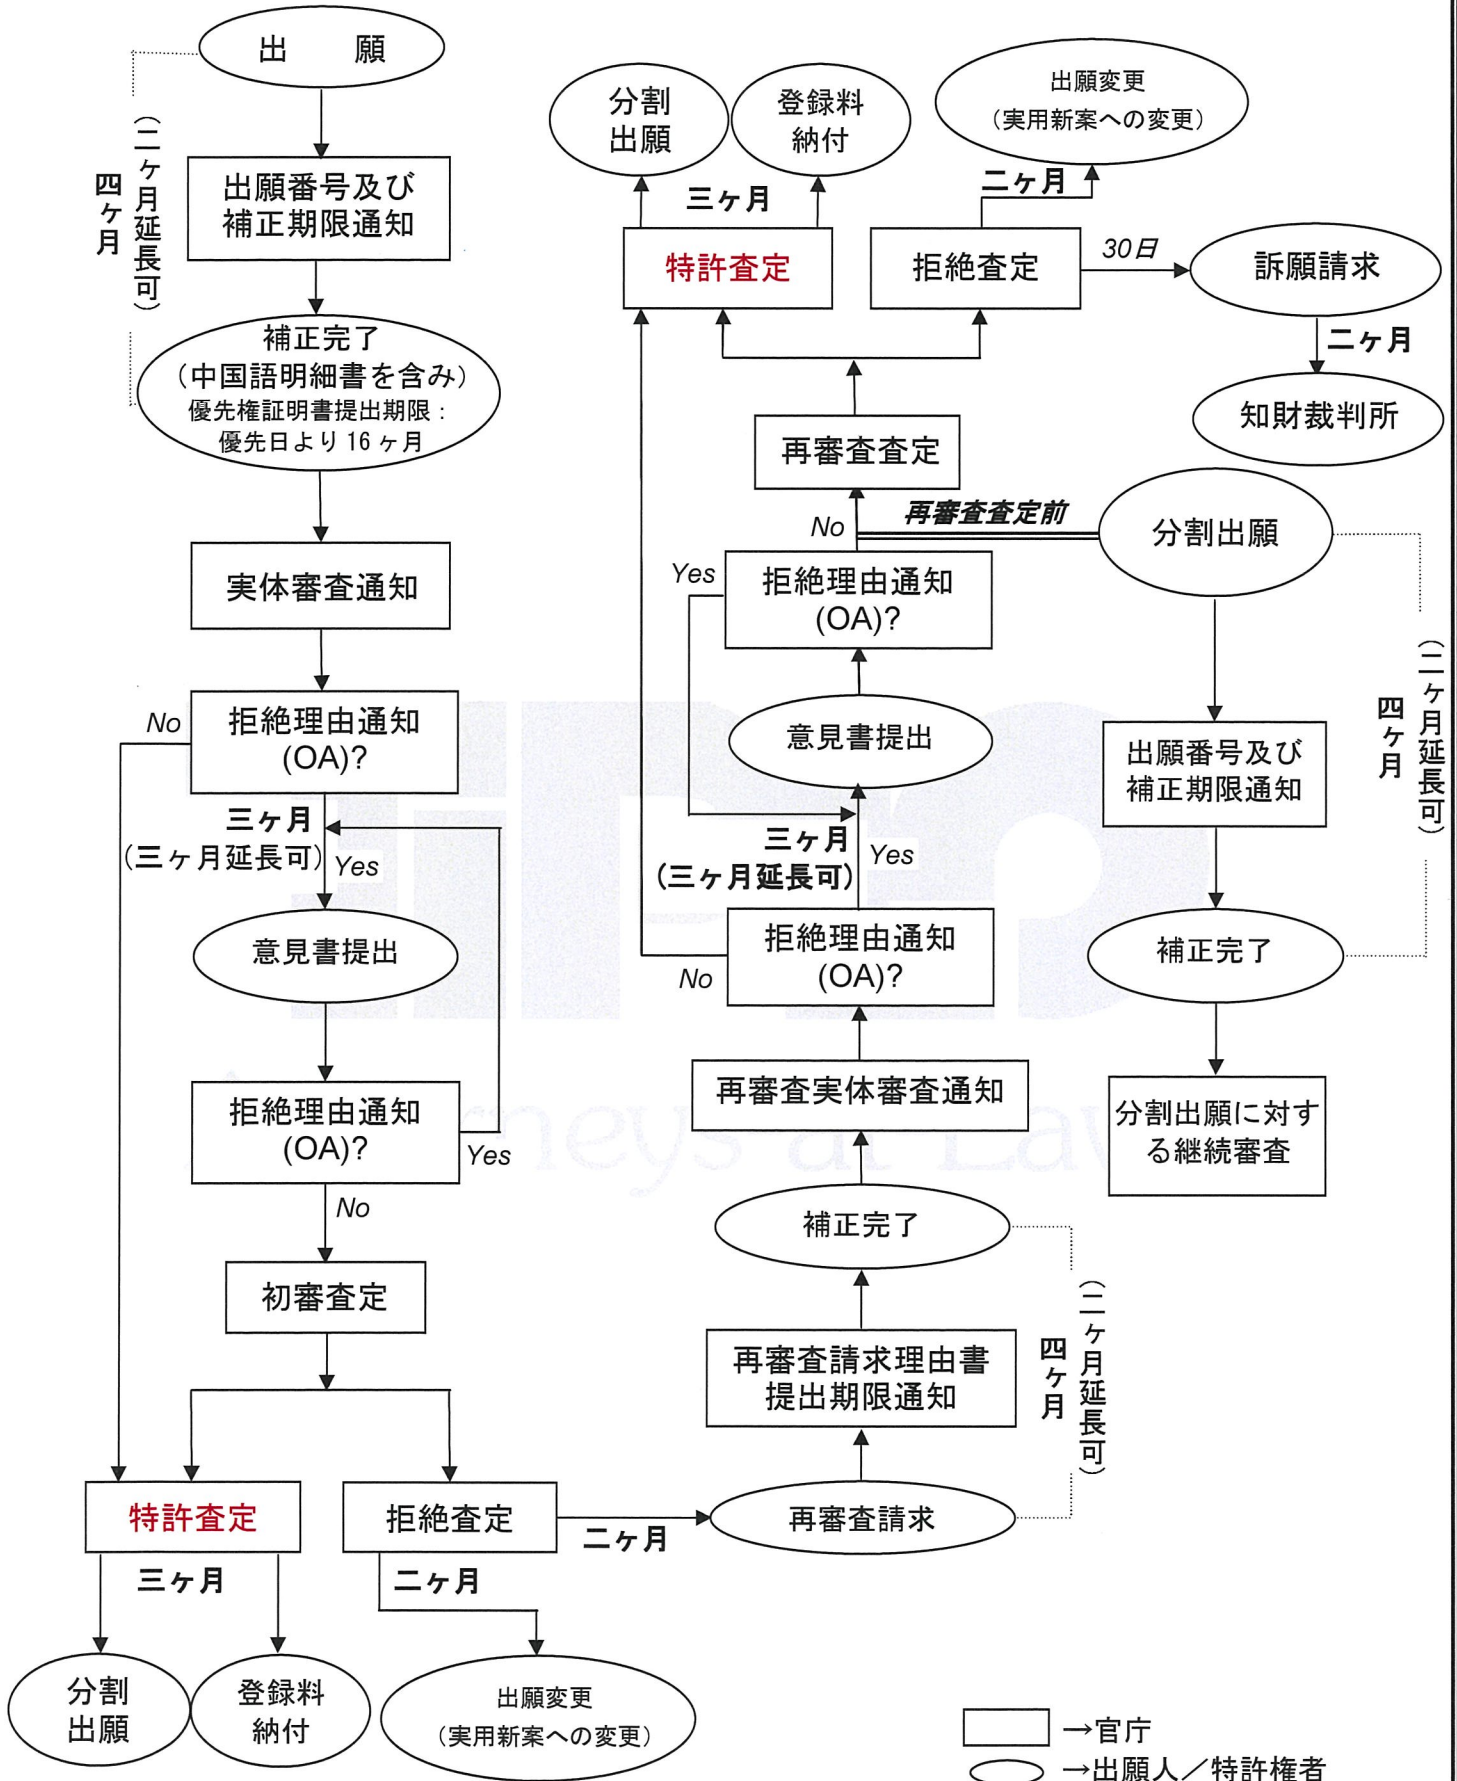 出 願
四ヶ月
（二ヶ月延長可）
出願番号及び
補正期限通知
補正完了
（中国語明細書を含み）
優先権証明書提出期限：
優先日より 16 ヶ月
実体審査通知
拒絶理由通知
(OA)?
No
三ヶ月
（三ヶ月延長可）
Yes
意見書提出
拒絶理由通知
(OA)?
Yes
No
初審査定
特許査定
拒絶査定
二ヶ月
三ヶ月
二ヶ月
分割
出願
登録料
納付
出願変更
（実用新案への変更）
分割
出願
登録料
納付
出願変更
（実用新案への変更）
三ヶ月
二ヶ月
特許査定
拒絶査定
30日
訴願請求
二ヶ月
知財裁判所
再審査査定
No
再審査査定前
分割出願
Yes
拒絶理由通知
(OA)?
意見書提出
三ヶ月
（三ヶ月延長可）
Yes
拒絶理由通知
(OA)?
No
再審査実体審査通知
補正完了
再審査請求理由書
提出期限通知
四ヶ月
（二ヶ月延長可）
再審査請求
四ヶ月
（二ヶ月延長可）
出願番号及び
補正期限通知
補正完了
分割出願に対す
る継続審査
→官庁
→出願人／特許権者